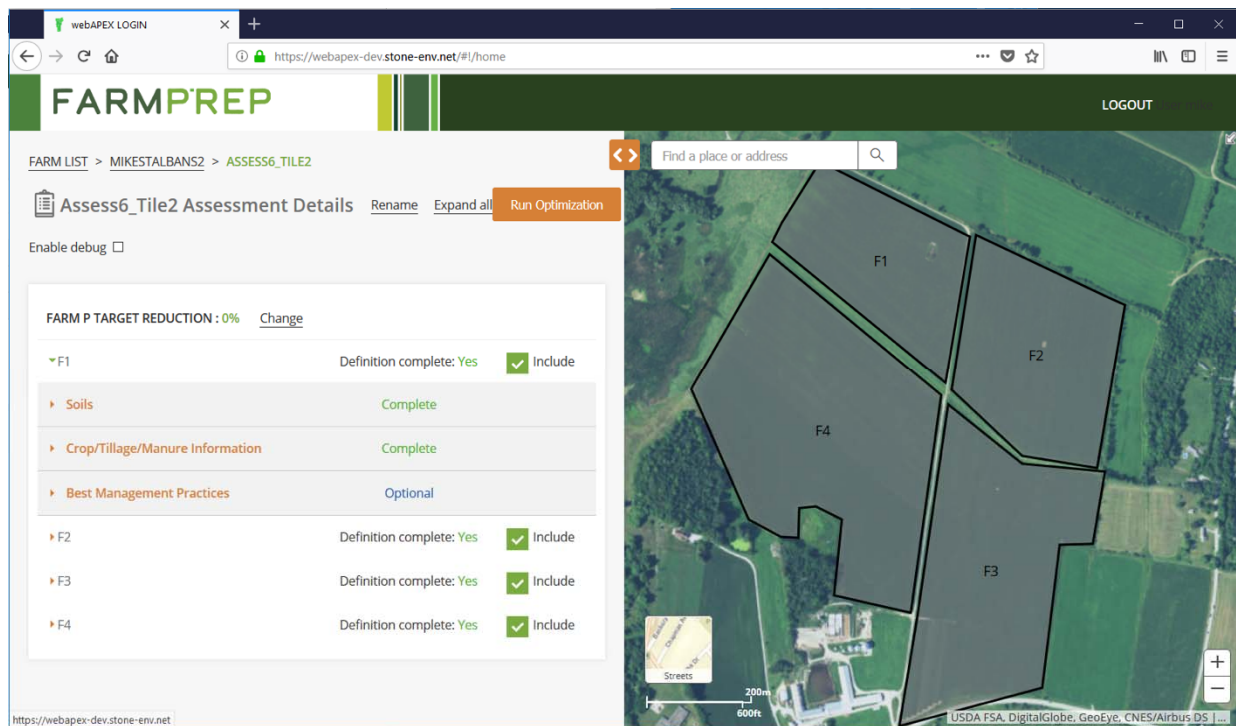 webAPEX LOGIN
https://webapex-dev.stone-env.net/#!/home
FARMPREP
LOGOUT
FARM LIST > MIKESTALBANS2 > ASSESS6_TILE2
Find a place or address
Assess6_Tile2 Assessment Details Rename Expand all Run Optimization
Enable debug
FARM P TARGET REDUCTION : 0% Change
F1 Definition complete: Yes Include
Soils Complete
Crop/Tillage/Manure Information Complete
Best Management Practices Optional
F2 Definition complete: Yes Include
F3 Definition complete: Yes Include
F4 Definition complete: Yes Include
F1
F2
F4
F3
Streets
200m
600ft
+
−
https://webapex-dev.stone-env.net
USDA FSA, DigitalGlobe, GeoEye, CNES/Airbus DS |...